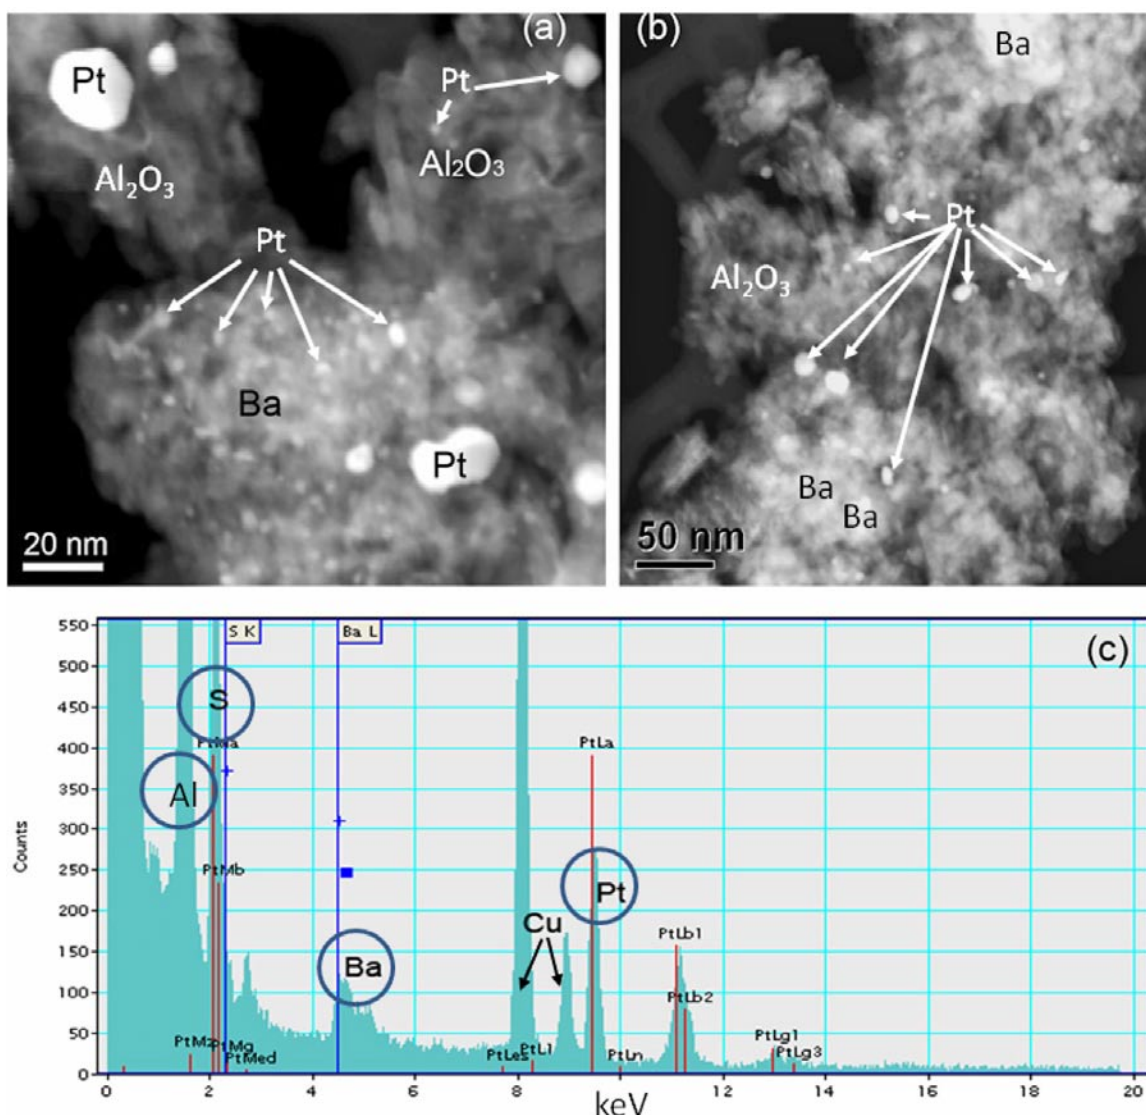 (a)
Pt
Pt
Al₂O₃
Al₂O₃
Pt
Ba
Pt
20 nm
(b)
Ba
Pt
Al₂O₃
Ba
Ba
50 nm
(c)
S K
Ba L
550
500
450
400
350
300
250
200
150
100
50
0
Counts
S
Al
PtMb
Ba
Cu
PtLa
Pt
PtLb1
PtLb2
PtMz
PtMg
PtMed
PtLes
PtL1
PtLn
PtLg1
PtLg3
0
2
4
6
8
10
12
14
16
18
20
keV